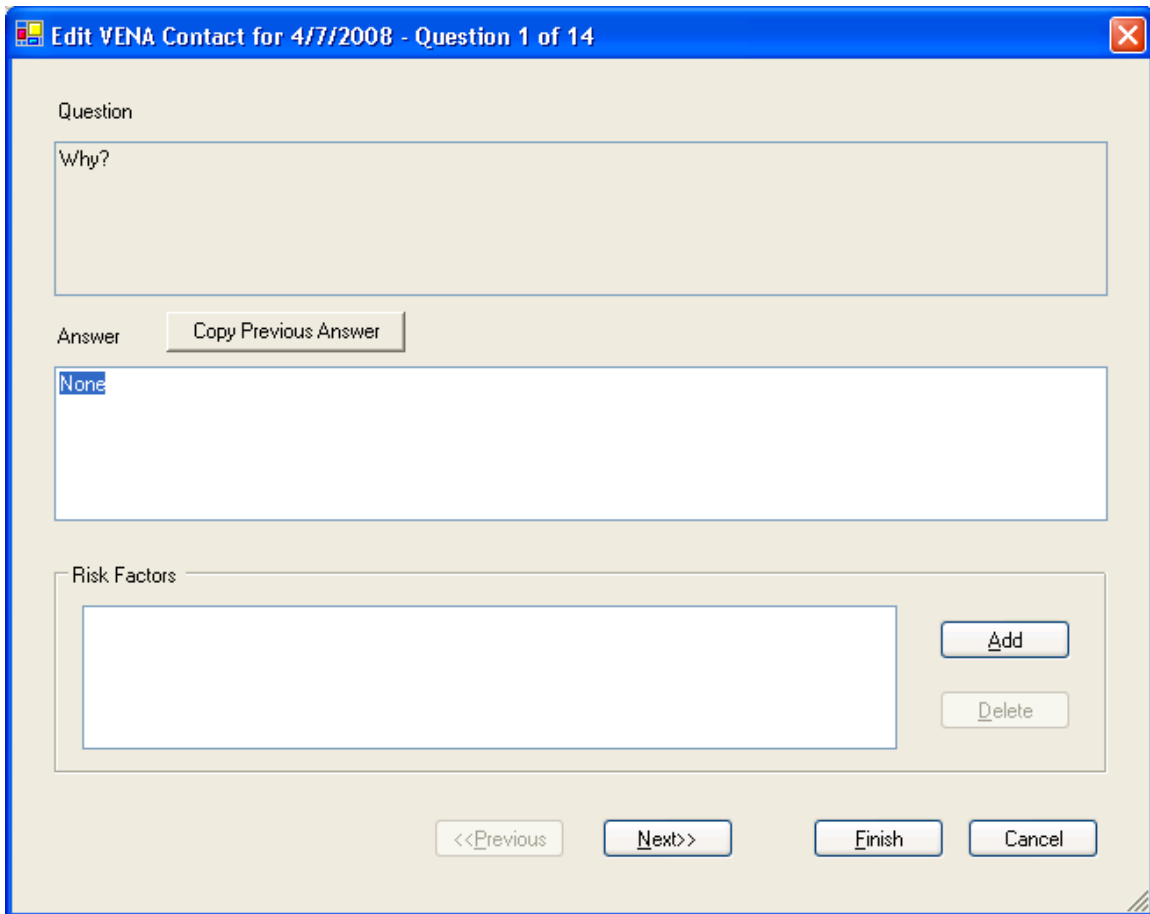 Edit VENA Contact for 4/7/2008 - Question 1 of 14
Question
Why?
Answer
Copy Previous Answer
None
Risk Factors
Add
Delete
<<Previous
Next>>
Finish
Cancel